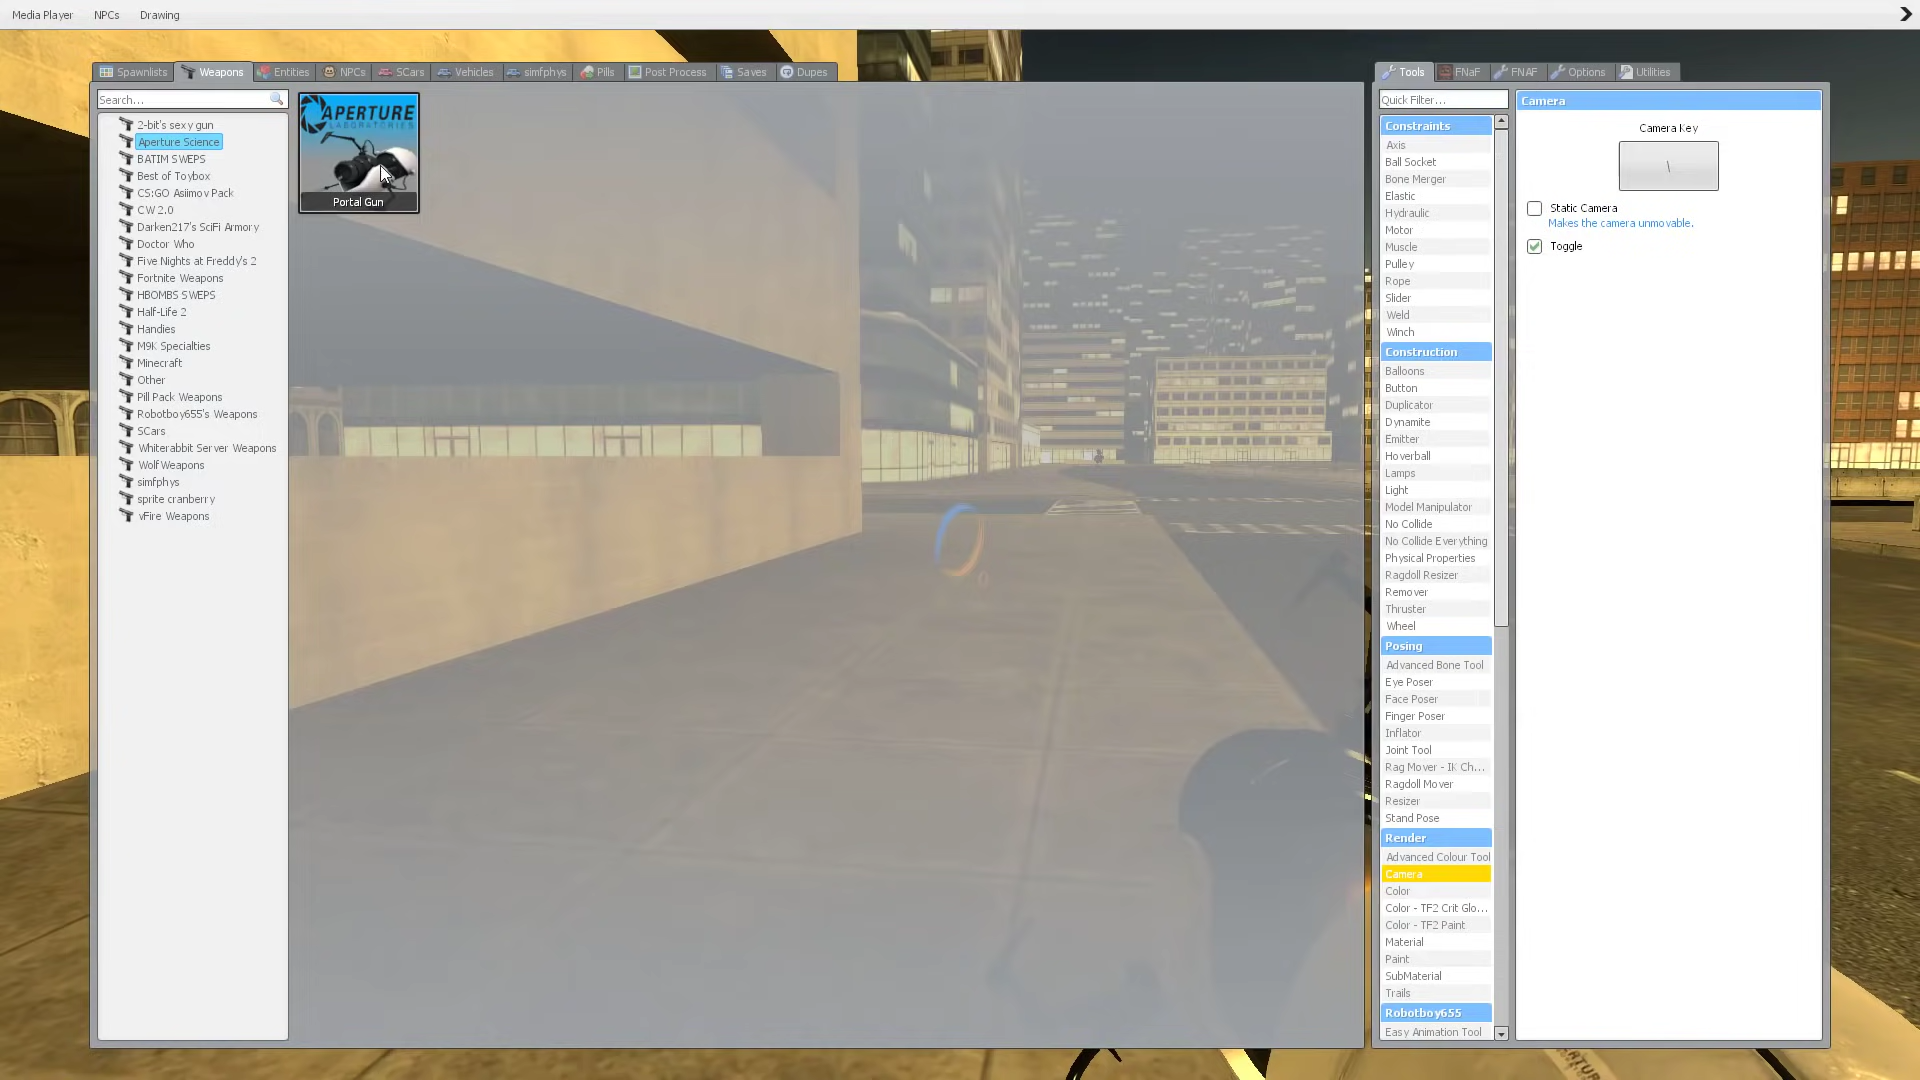 Media Player NPCs Drawing
Spawnlists Weapons Entities NPCs SCars Vehicles simfphys Pills Post Process Saves Dupes
Search...
2-bit's sexy gun
Aperture Science
BATIM SWEPS
Best of Toybox
CS:GO Asiimov Pack
CW 2.0
Darken217's SciFi Armory
Doctor Who
Five Nights at Freddy's 2
Fortnite Weapons
HBOMBS SWEPS
Half-Life 2
Handies
M9K Specialties
Minecraft
Other
Pill Pack Weapons
Robotboy655's Weapons
SCars
Whiterabbit Server Weapons
Wolf Weapons
simfphys
sprite cranberry
vFire Weapons
APERTURE
LABORATORIES
Portal Gun
Tools FNaF FNAF Options Utilities
Quick Filter...
Constraints
Axis
Ball Socket
Bone Merger
Elastic
Hydraulic
Motor
Muscle
Pulley
Rope
Slider
Weld
Winch
Construction
Balloons
Button
Duplicator
Dynamite
Emitter
Hoverball
Lamps
Light
Model Manipulator
No Collide
No Collide Everything
Physical Properties
Ragdoll Resizer
Remover
Thruster
Wheel
Posing
Advanced Bone Tool
Eye Poser
Face Poser
Finger Poser
Inflator
Joint Tool
Rag Mover - IK Ch...
Ragdoll Mover
Resizer
Stand Pose
Render
Advanced Colour Tool
Camera
Color
Color - TF2 Crit Glo...
Color - TF2 Paint
Material
Paint
SubMaterial
Trails
Robotboy655
Easy Animation Tool
Camera
Camera Key
\
Static Camera
Makes the camera unmovable.
Toggle